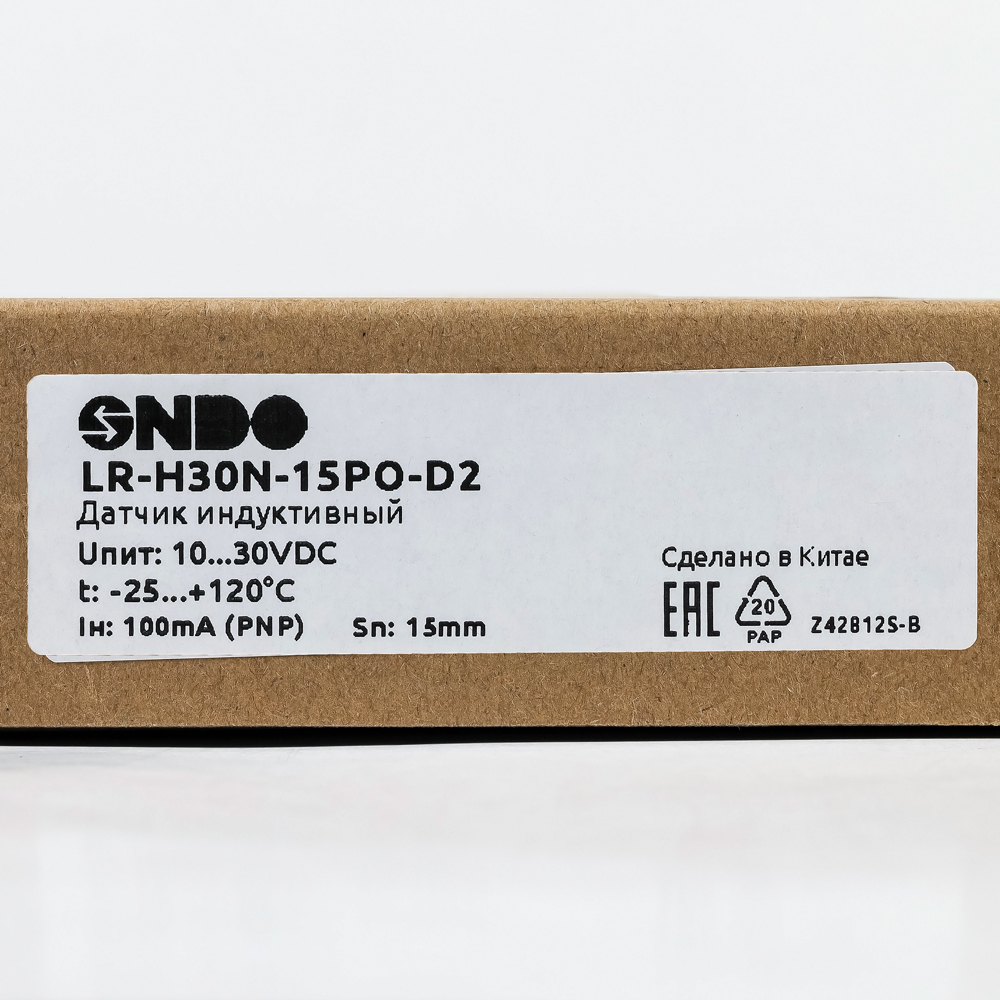 SNDO
LR-H30N-15PO-D2
Датчик индуктивный
Uпит: 10...30VDC
t: -25...+120°C
Iн: 100mA (PNP) Sn: 15mm
Сделано в Китае
EAC 20 PAP Z42812S-B